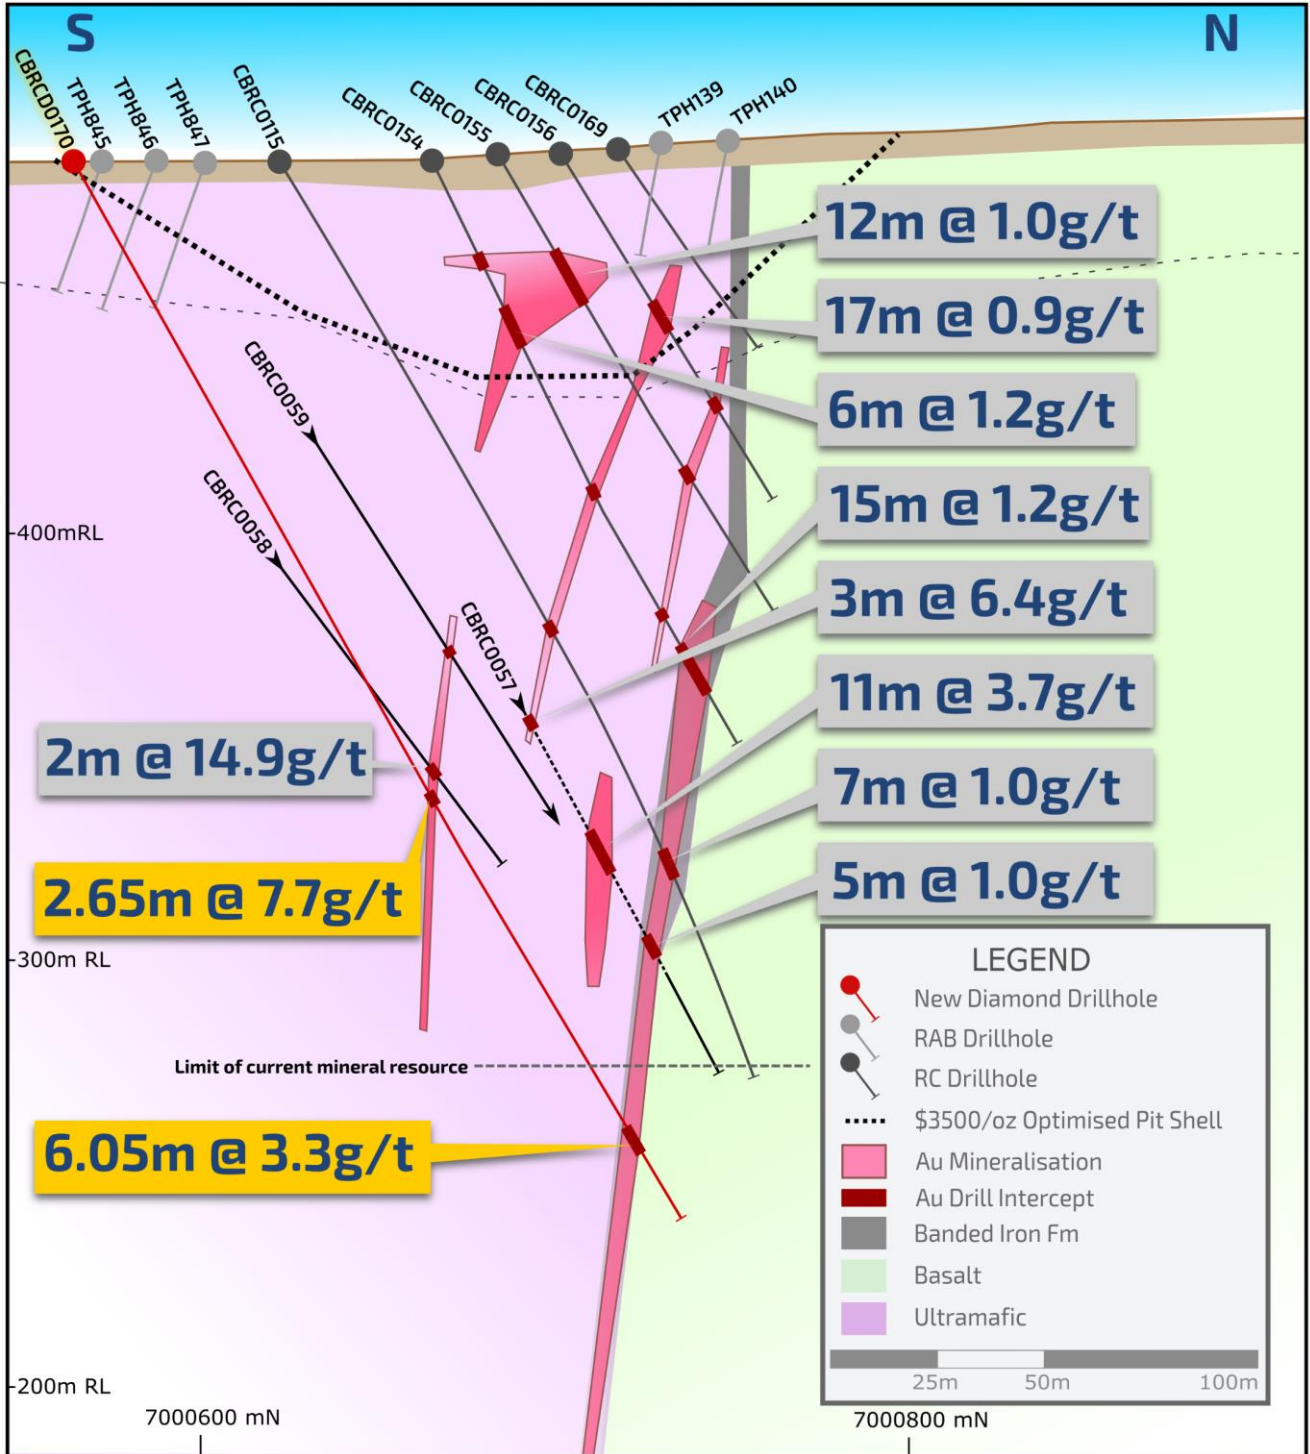 S
N
CBRCD0170
TPH845
TPH846
TPH847
CBRC0115
CBRC0154
CBRC0155
CBRC0156
CBRC0169
TPH139
TPH140
12m @ 1.0g/t
17m @ 0.9g/t
6m @ 1.2g/t
15m @ 1.2g/t
3m @ 6.4g/t
11m @ 3.7g/t
7m @ 1.0g/t
5m @ 1.0g/t
CBRC0059
CBRC0058
CBRC0057
400mRL
2m @ 14.9g/t
2.65m @ 7.7g/t
300m RL
Limit of current mineral resource
6.05m @ 3.3g/t
200m RL
7000600 mN
7000800 mN
LEGEND
New Diamond Drillhole
RAB Drillhole
RC Drillhole
$3500/oz Optimised Pit Shell
Au Mineralisation
Au Drill Intercept
Banded Iron Fm
Basalt
Ultramafic
25m 50m 100m